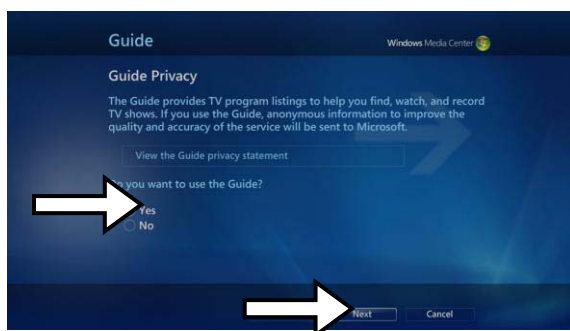 Guide
Windows Media Center
Guide Privacy
The Guide provides TV program listings to help you find, watch, and record
TV shows. If you use the Guide, anonymous information to improve the
quality and accuracy of the service will be sent to Microsoft.
View the Guide privacy statement
you want to use the Guide?
Yes
No
Next Cancel